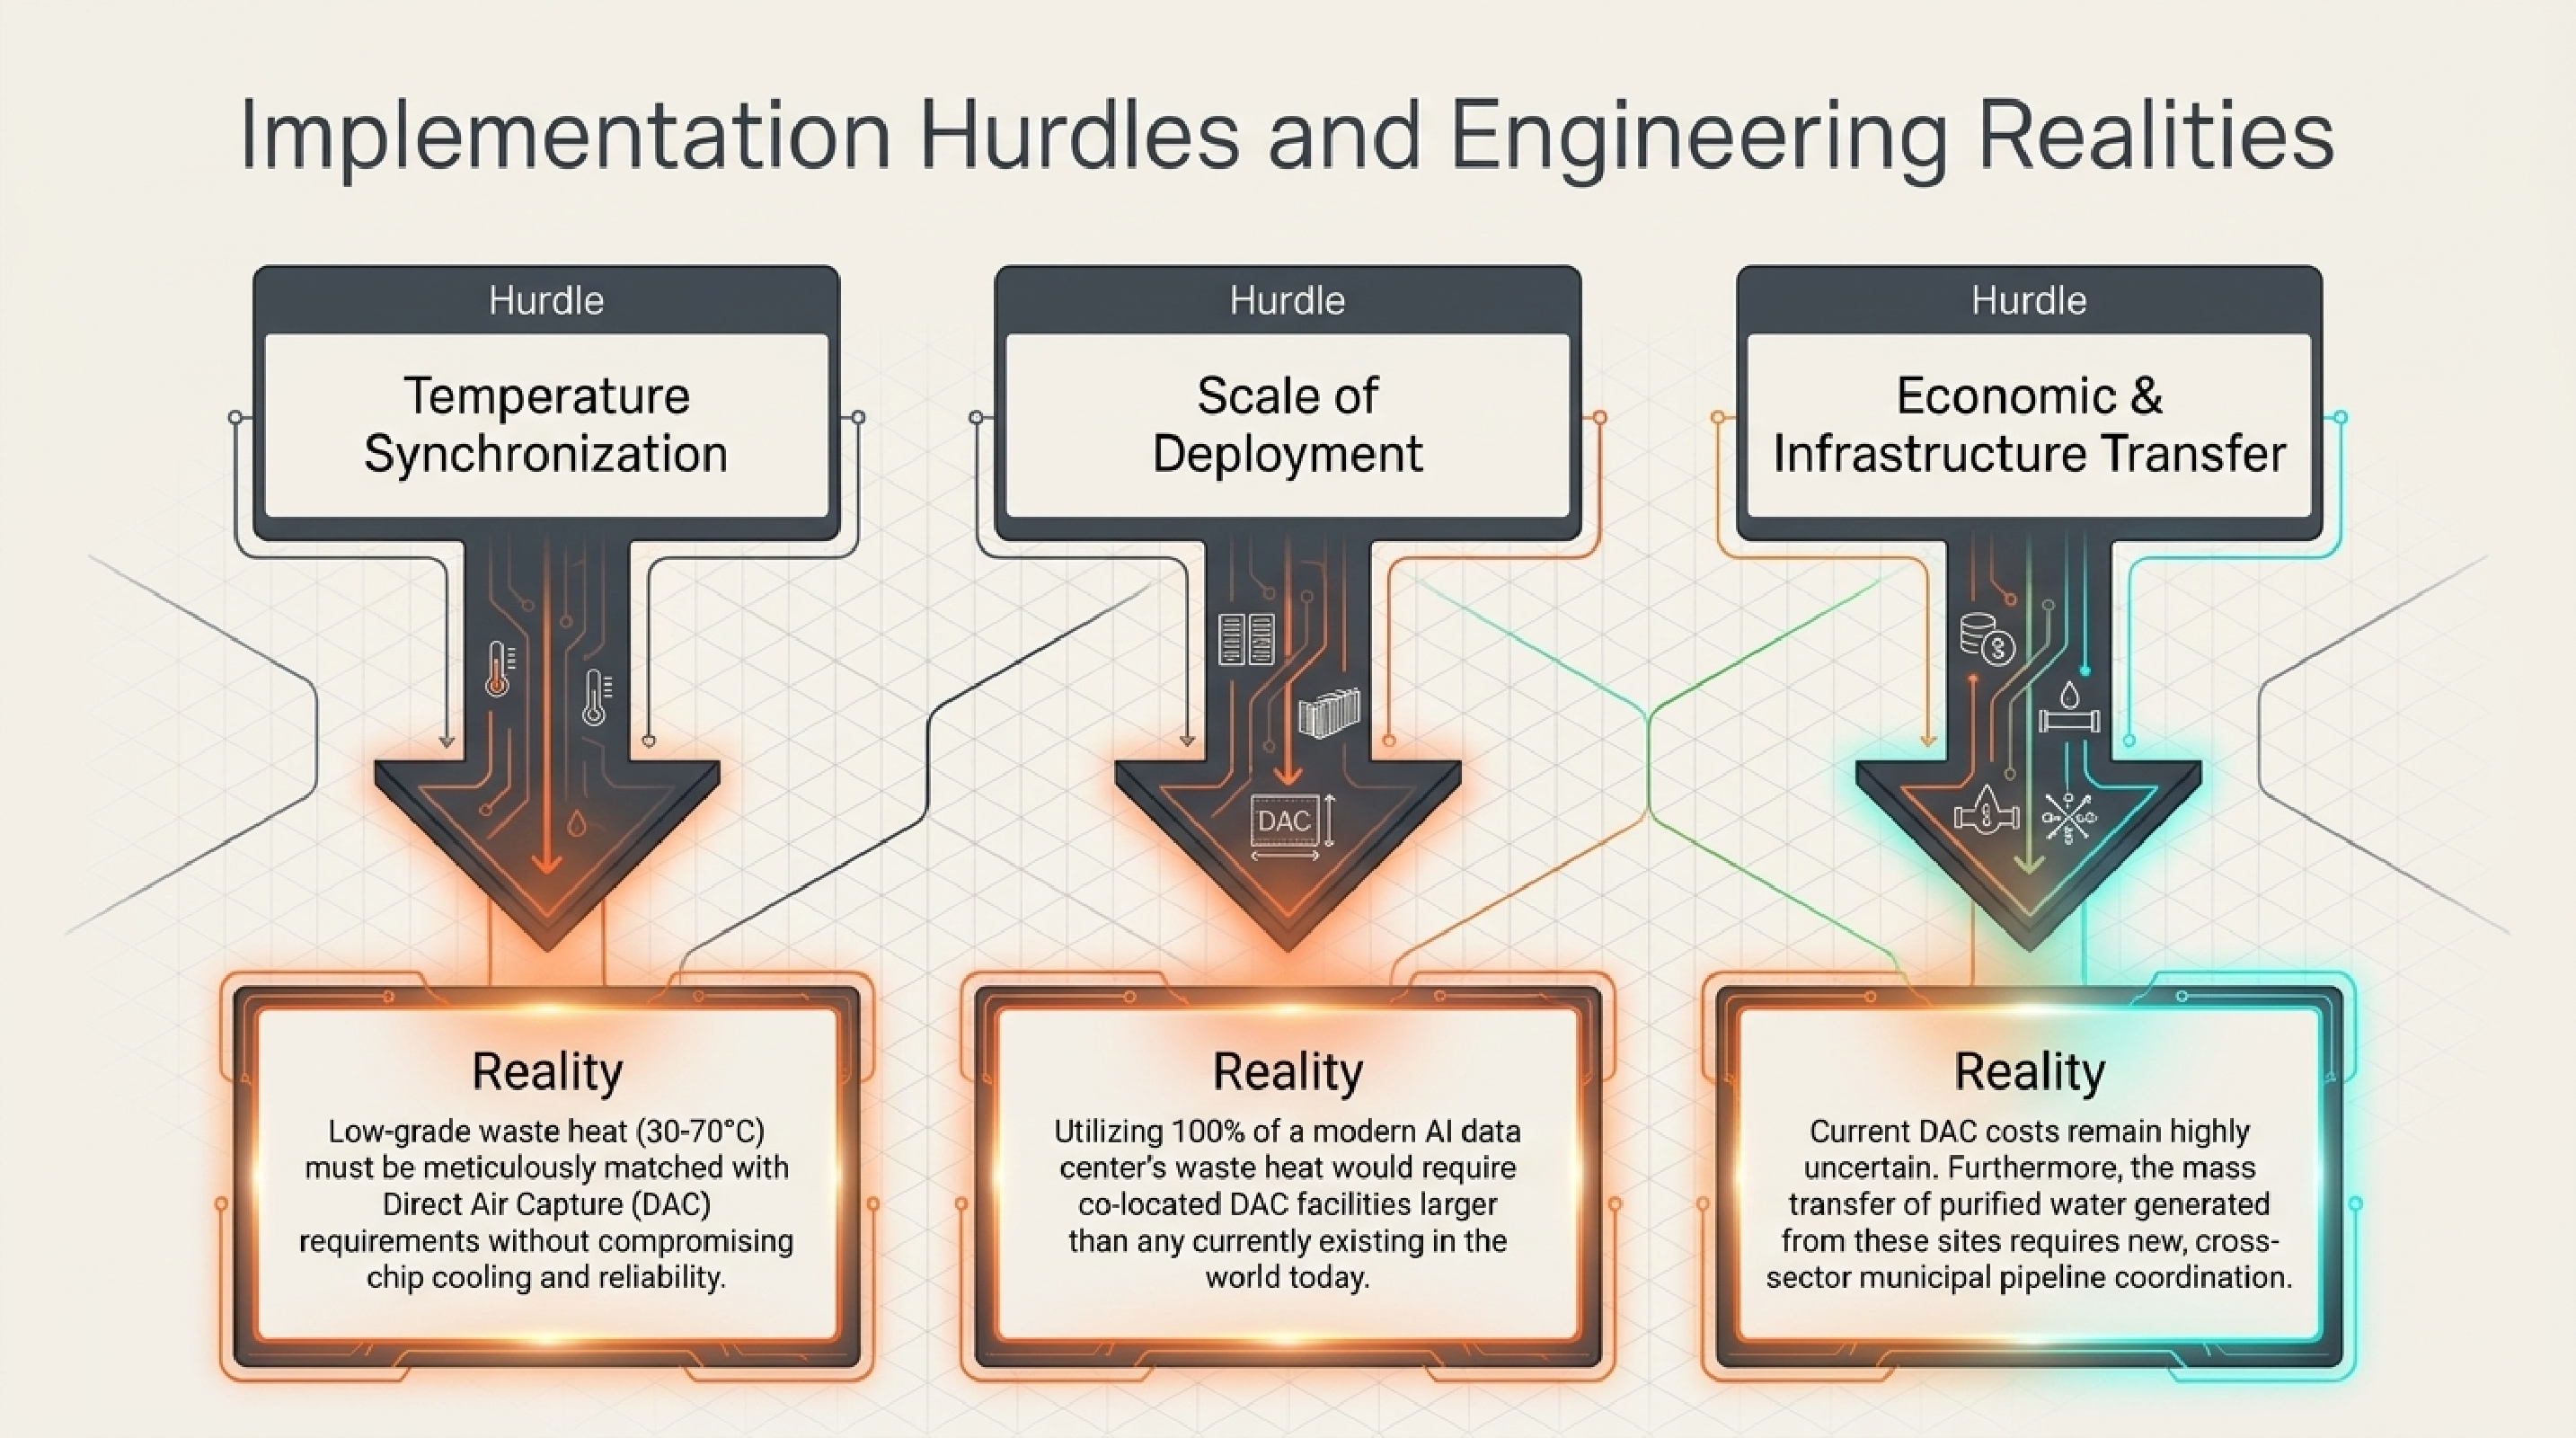 Implementation Hurdles and Engineering Realities
Hurdle
Temperature
Synchronization
Reality
Low-grade waste heat (30-70°C)
must be meticulously matched with
Direct Air Capture (DAC)
requirements without compromising
chip cooling and reliability.
Hurdle
Scale of
Deployment
DAC
Reality
Utilizing 100% of a modern AI data
center's waste heat would require
co-located DAC facilities larger
than any currently existing in the
world today.
Hurdle
Economic &
Infrastructure Transfer
Reality
Current DAC costs remain highly
uncertain. Furthermore, the mass
transfer of purified water generated
from these sites requires new, cross-
sector municipal pipeline coordination.